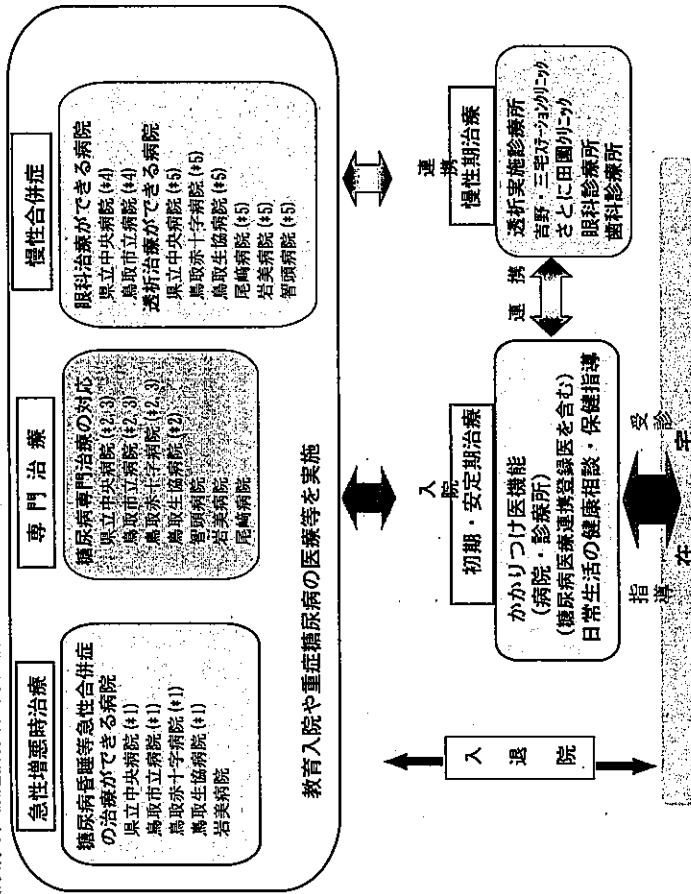 急性増悪時治療
糖尿病昏睡等急性合併症
の治療ができる病院
県立中央病院 (*1)
鳥取市立病院 (*1)
鳥取赤十字病院 (*1)
鳥取生協病院 (*1)
岩美病院
専門治療
糖尿病専門治療の対応
県立中央病院 (*2,*3)
鳥取市立病院 (*2,*3)
鳥取赤十字病院 (*2,*3)
鳥取生協病院 (*2)
智頭病院
岩美病院
尾﨑病院
慢性合併症
眼科治療ができる病院
県立中央病院 (*4)
鳥取市立病院 (*4)
透析治療ができる病院
県立中央病院 (*5)
鳥取赤十字病院 (*5)
鳥取生協病院 (*5)
尾﨑病院 (*5)
岩美病院 (*5)
智頭病院 (*5)
教育入院や重症糖尿病の医療等を実施
入退院
入院
連携
初期・安定期治療
かかりつけ医機能
(病院・診療所)
(糖尿病医療連携登録医を含む)
日常生活の健康相談・保健指導
連携
慢性期治療
透析実施診療所
吉野・三宅ステーションクリニック
さとに田園クリニック
眼科診療所
歯科診療所
指導
受診
在宅